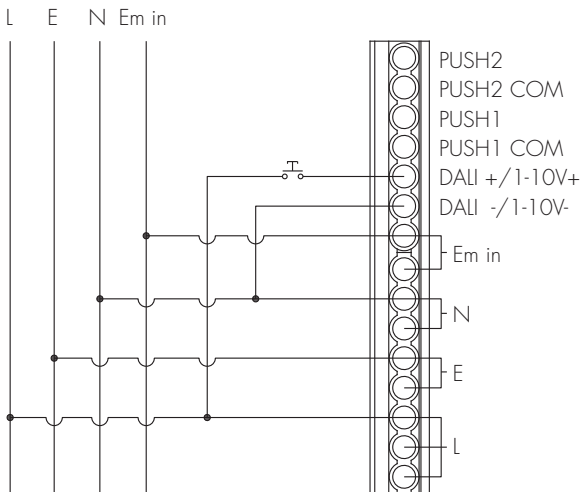 L E N Em in
PUSH2
PUSH2 COM
PUSH1
PUSH1 COM
DALI +/1-10V+
DALI -/1-10V-
Em in
N
E
L